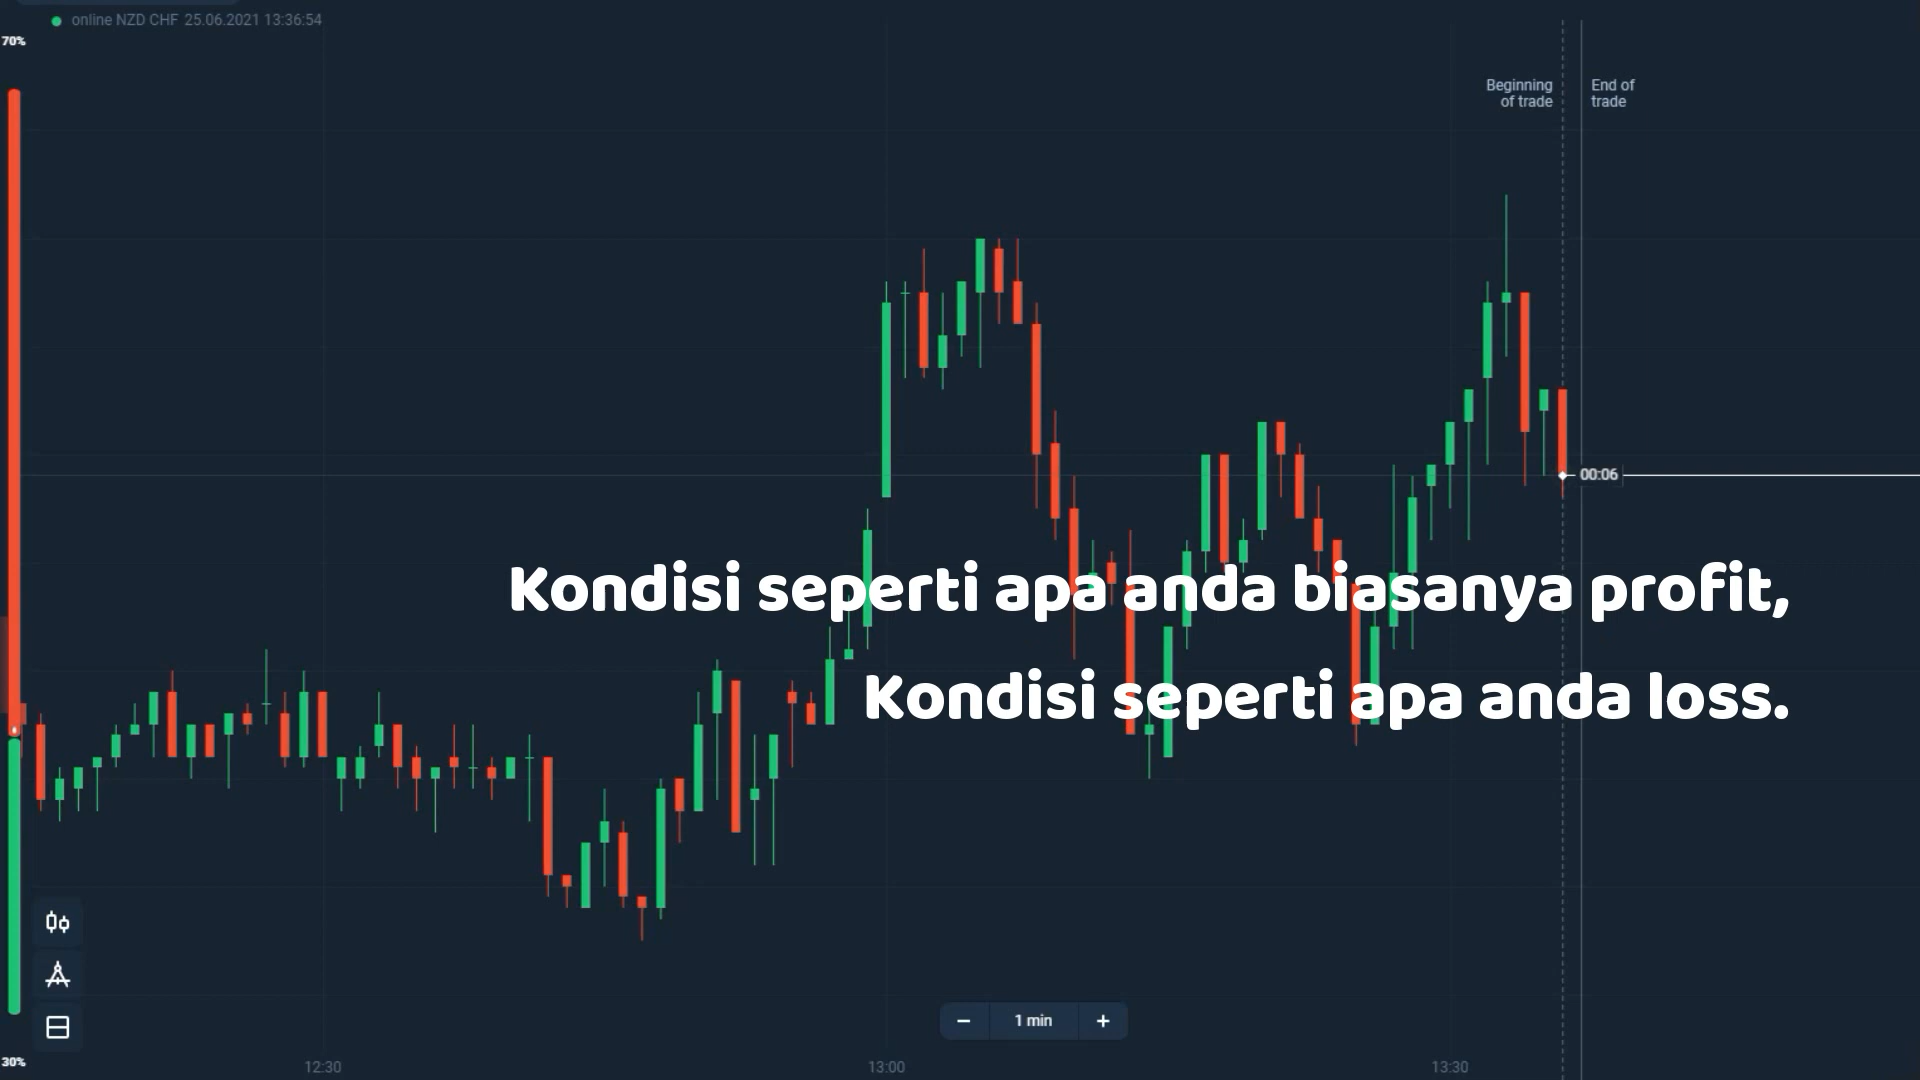 online NZD CHF 25.06.2021 13:36:54
70%
Beginning
of trade
End of
trade
00:06
Kondisi seperti apa anda biasanya profit,
Kondisi seperti apa anda loss.
1 min
30%
12:30
13:00
13:30